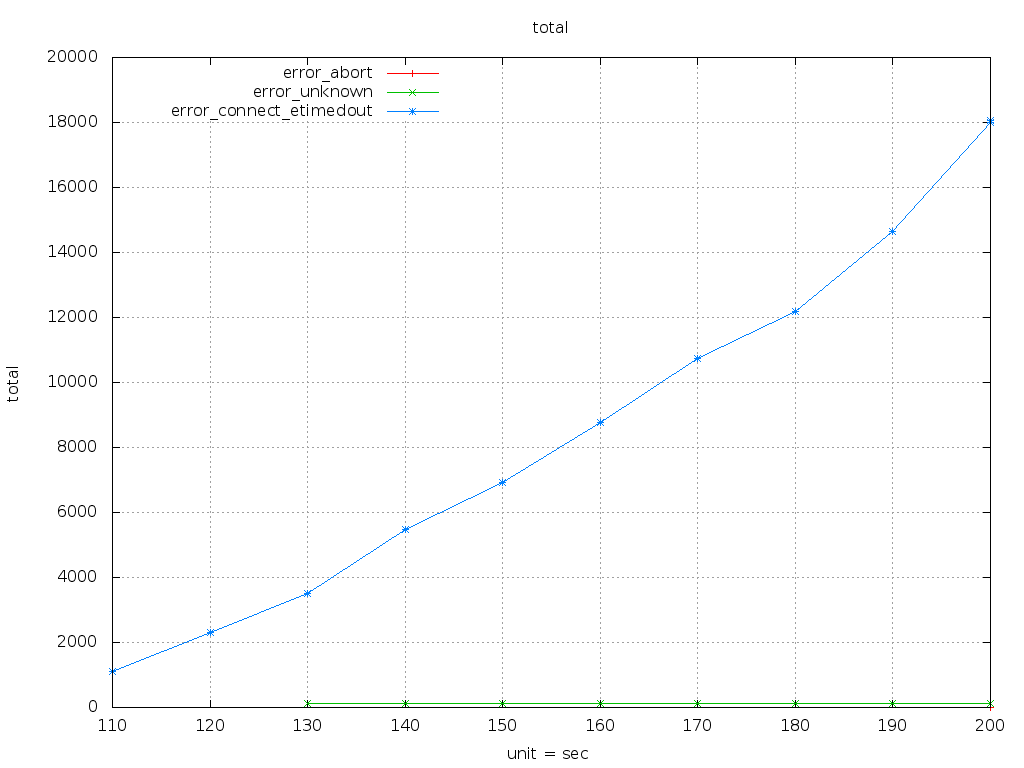 total
20000
18000
16000
14000
12000
10000
8000
6000
4000
2000
0
total
error_abort
error_unknown
error_connect_etimedout
110 120 130 140 150 160 170 180 190 200
unit = sec